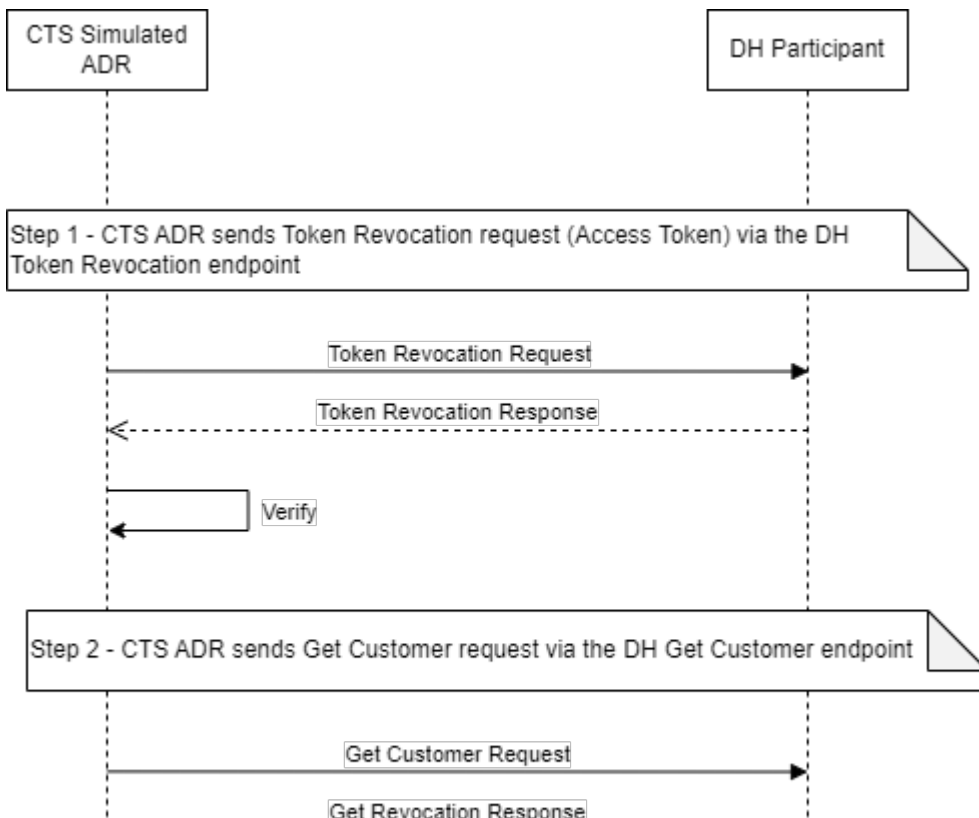 CTS Simulated
ADR
DH Participant
Step 1 - CTS ADR sends Token Revocation request (Access Token) via the DH
Token Revocation endpoint
Token Revocation Request
Token Revocation Response
Verify
Step 2 - CTS ADR sends Get Customer request via the DH Get Customer endpoint
Get Customer Request
Get Revocation Response